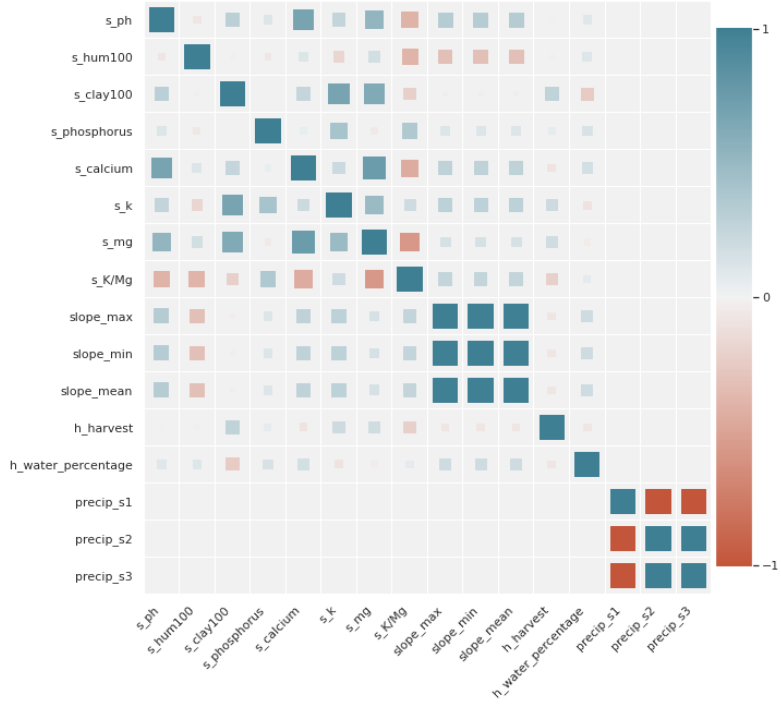 s_ph
s_hum100
s_clay100
s_phosphorus
s_calcium
s_k
s_mg
s_K/Mg
slope_max
slope_min
slope_mean
h_harvest
h_water_percentage
precip_s1
precip_s2
precip_s3
1
0
−1
s_ph
s_hum100
s_clay100
s_phosphorus
s_calcium
s_k
s_mg
s_K/Mg
slope_max
slope_min
slope_mean
h_harvest
h_water_percentage
precip_s1
precip_s2
precip_s3